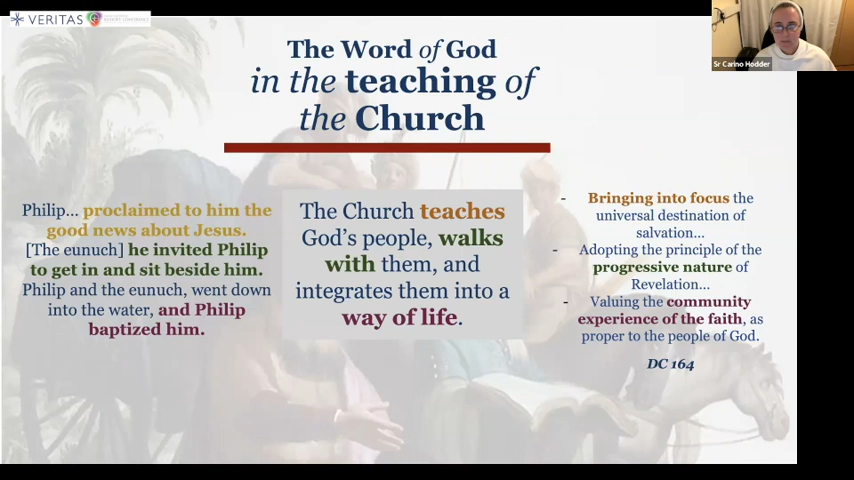 VERITAS
Sr Carino Hodder
The Word of God
in the teaching of
the Church
Philip... proclaimed to him the
good news about Jesus.
[The eunuch] he invited Philip
to get in and sit beside him.
Philip and the eunuch, went down
into the water, and Philip
baptized him.
The Church teaches
God's people, walks
with them, and
integrates them into a
way of life.
- Bringing into focus the
universal destination of
salvation...
- Adopting the principle of the
progressive nature of
Revelation...
- Valuing the community
experience of the faith, as
proper to the people of God.
DC 164